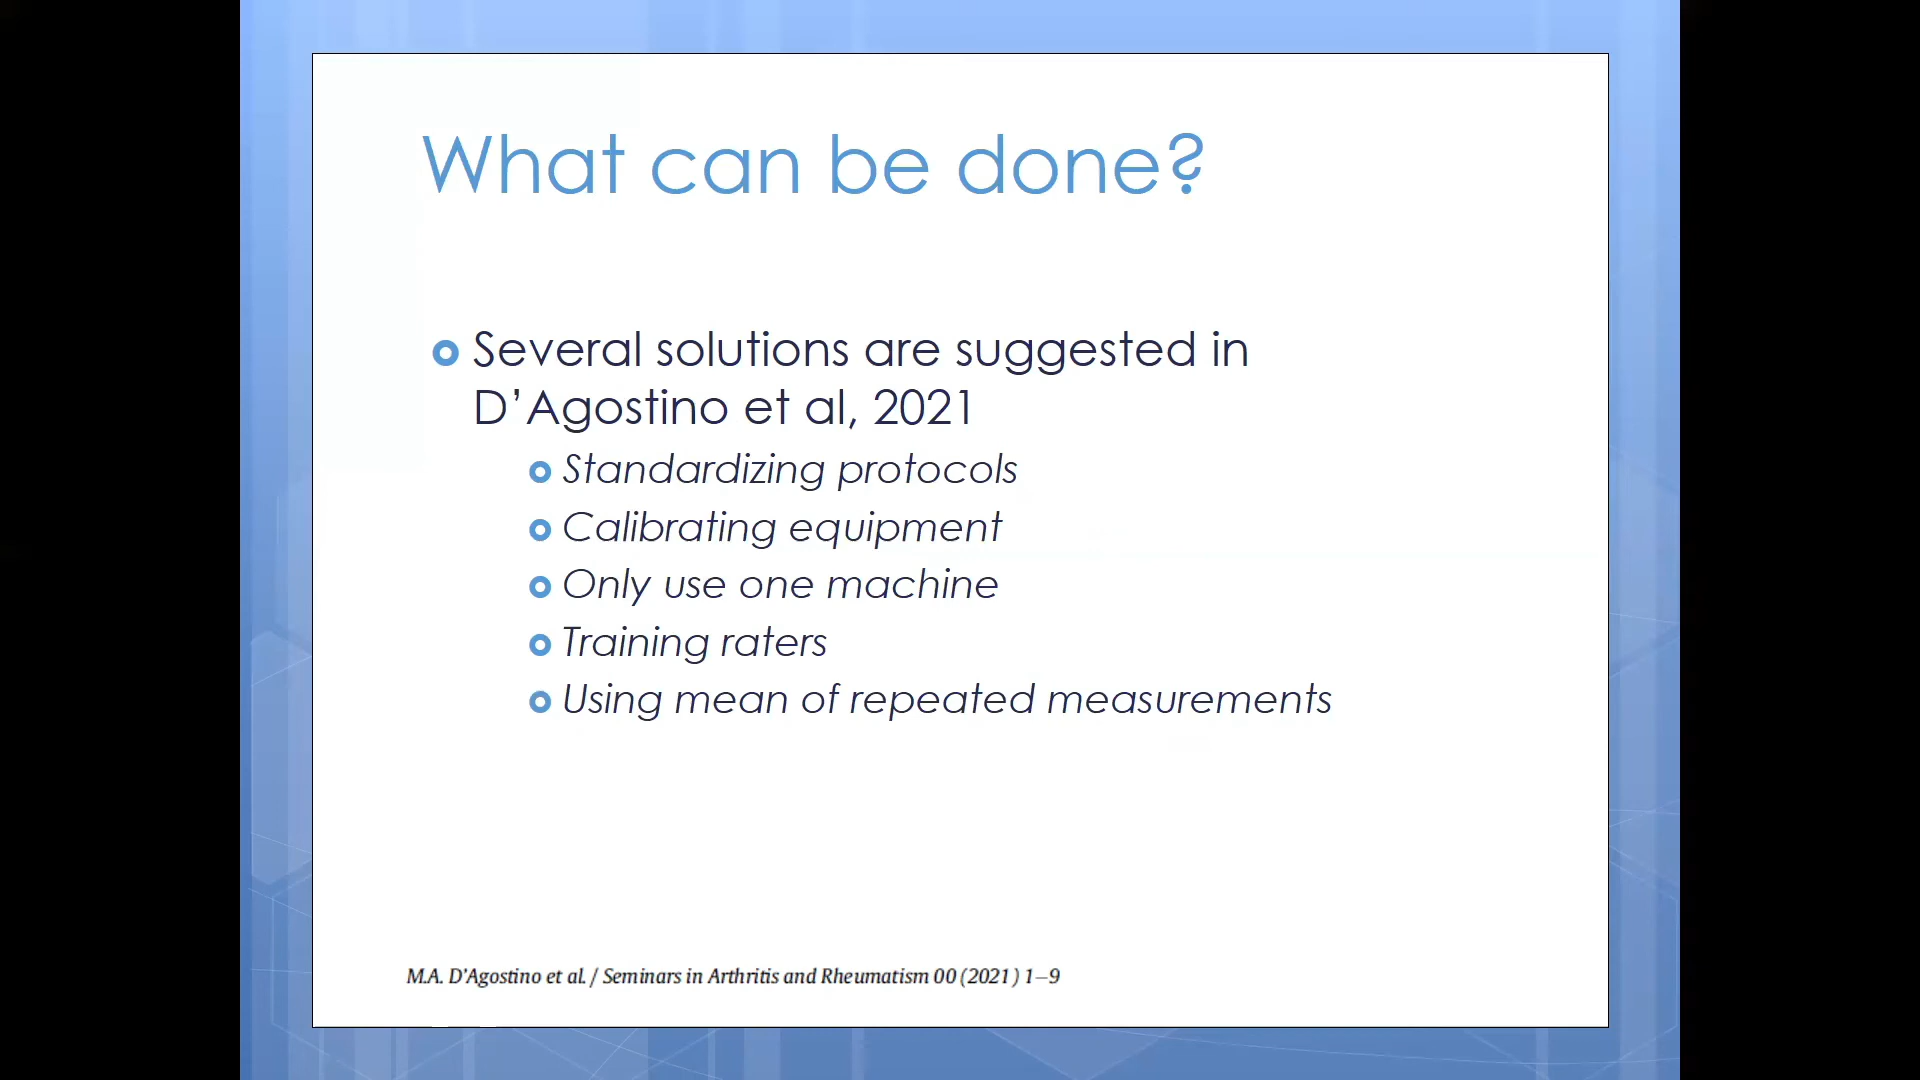 What can be done?
Several solutions are suggested in
D’Agostino et al, 2021
Standardizing protocols
Calibrating equipment
Only use one machine
Training raters
Using mean of repeated measurements
M.A. D’Agostino et al. / Seminars in Arthritis and Rheumatism 00 (2021) 1–9